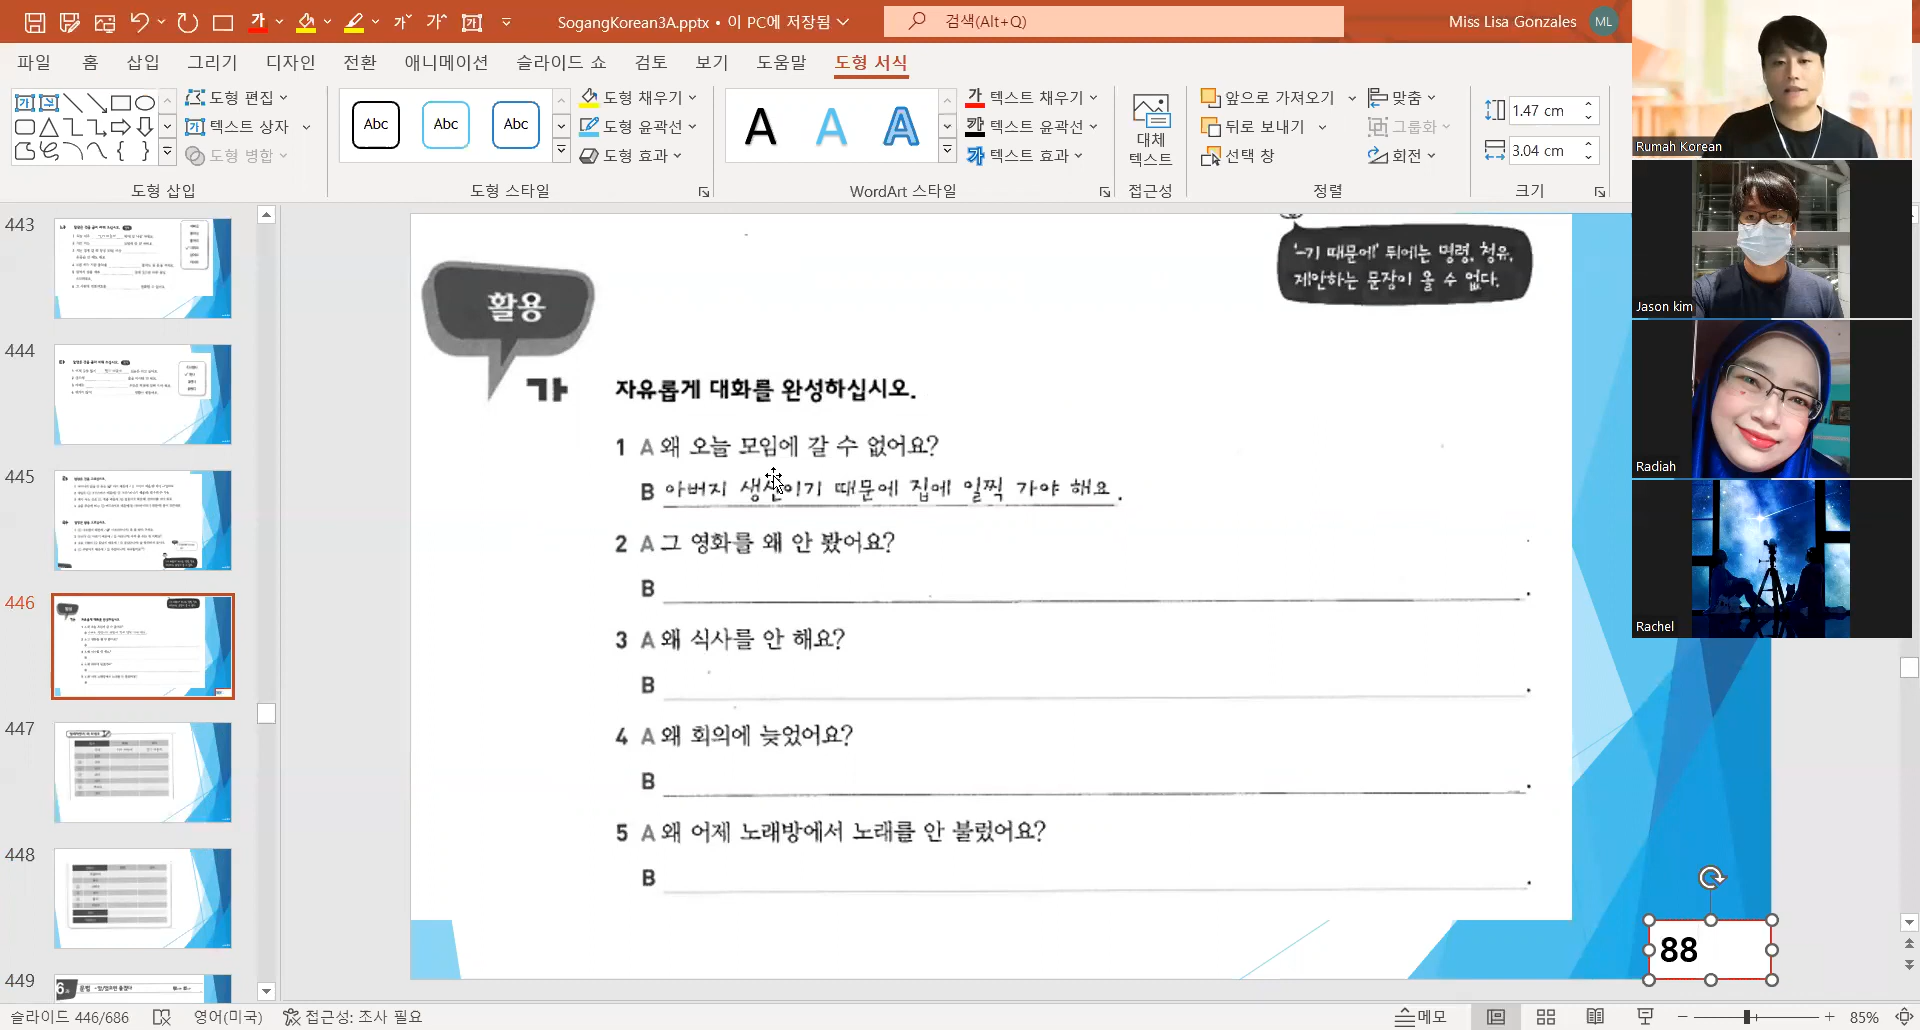 SogangKorean3A.pptx • 이 PC에 저장됨
검색(Alt+Q)
Miss Lisa Gonzales
ML
파일 홈 삽입 그리기 디자인 전환 애니메이션 슬라이드 쇼 검토 보기 도움말 도형 서식
도형 편집
텍스트 상자
도형 병합
도형 삽입
Abc Abc Abc
도형 채우기
도형 윤곽선
도형 효과
도형 스타일
A A A
텍스트 채우기
텍스트 윤곽선
텍스트 효과
WordArt 스타일
대체
텍스트
접근성
앞으로 가져오기
뒤로 보내기
선택 창
맞춤
그룹화
회전
정렬
1.47 cm
3.04 cm
크기
Rumah Korean
Jason kim
Radiah
Rachel
443
444
445
446
447
448
449
'-기 때문에' 뒤에는 명령, 청유,
제안하는 문장이 올 수 없다.
활용
가
자유롭게 대화를 완성하십시오.
1 A 왜 오늘 모임에 갈 수 없어요?
B 아버지 생신이기 때문에 집에 일찍 가야 해요.
2 A 그 영화를 왜 안 봤어요?
B .
3 A 왜 식사를 안 해요?
B .
4 A 왜 회의에 늦었어요?
B .
5 A 왜 어제 노래방에서 노래를 안 불렀어요?
B .
88
슬라이드 446/686
영어(미국)
접근성: 조사 필요
메모
85%